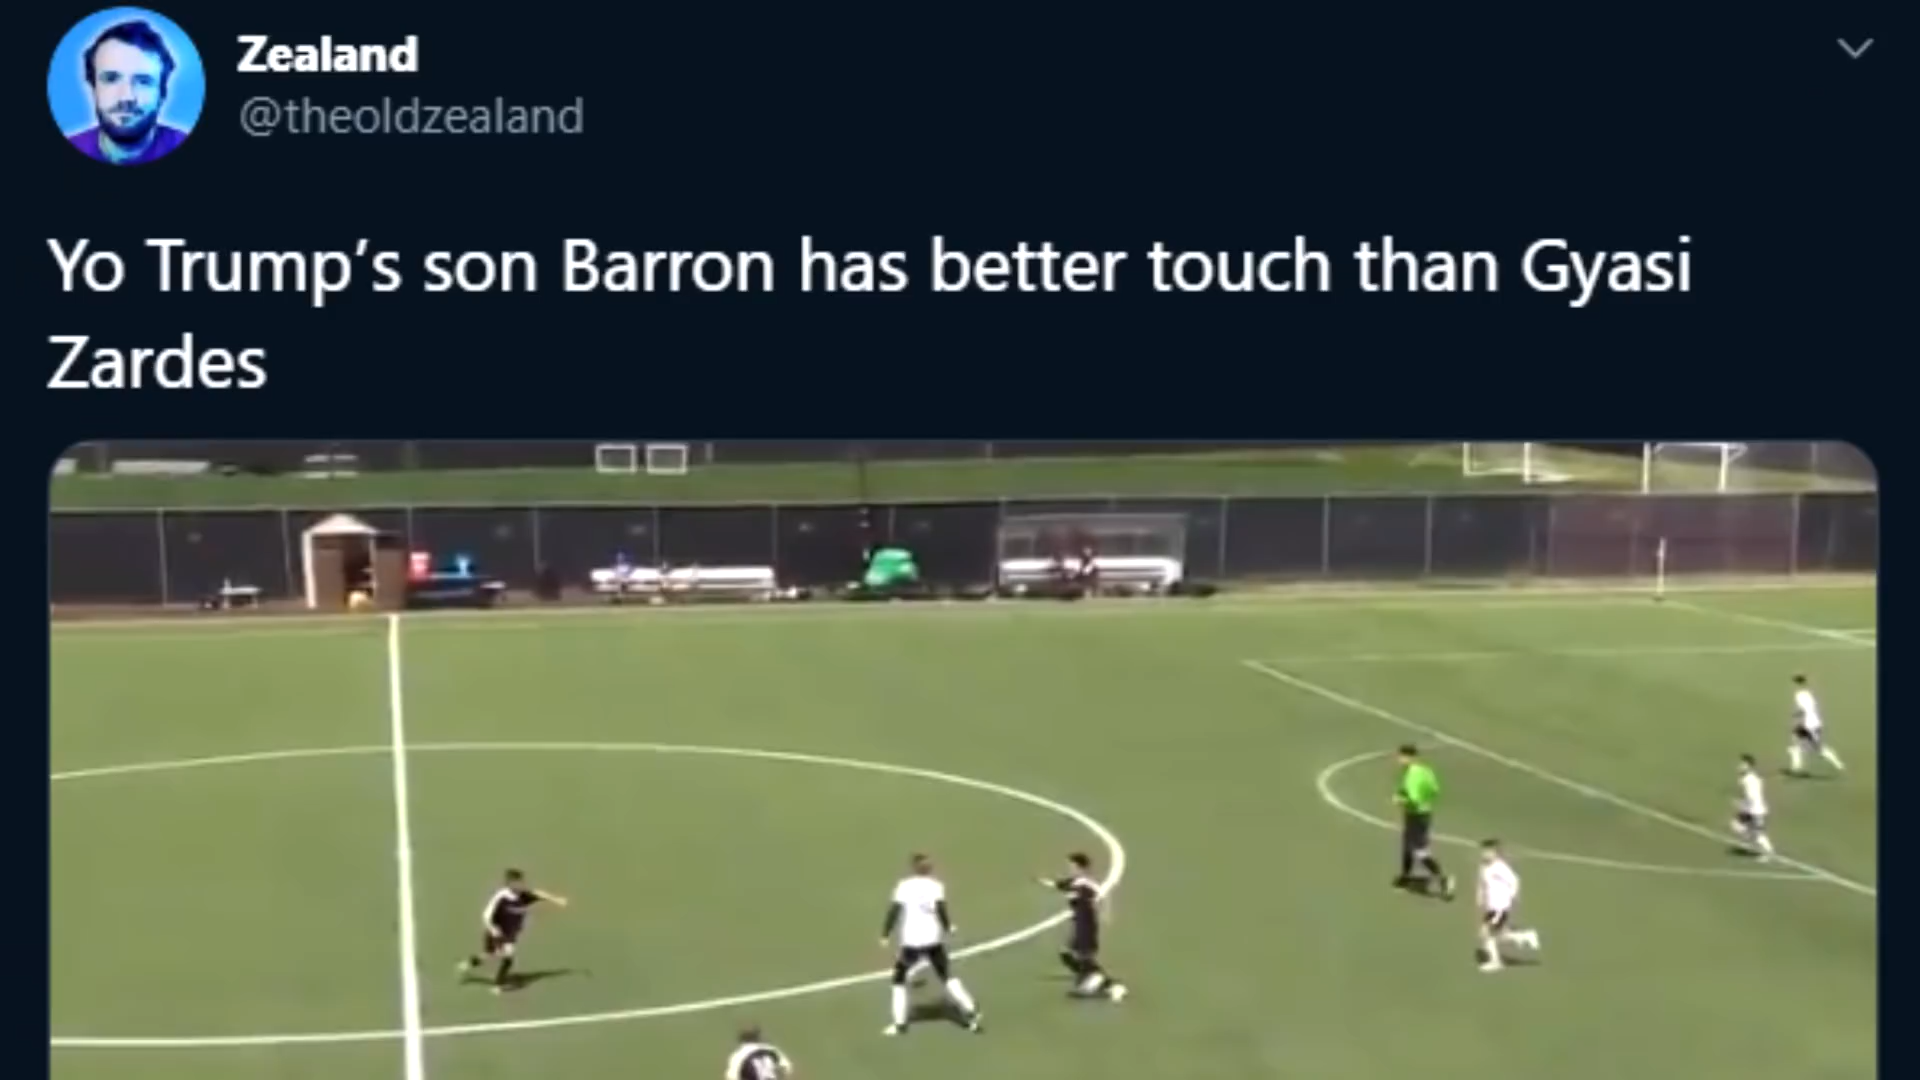 Zealand
@theoldzealand
Yo Trump’s son Barron has better touch than Gyasi
Zardes